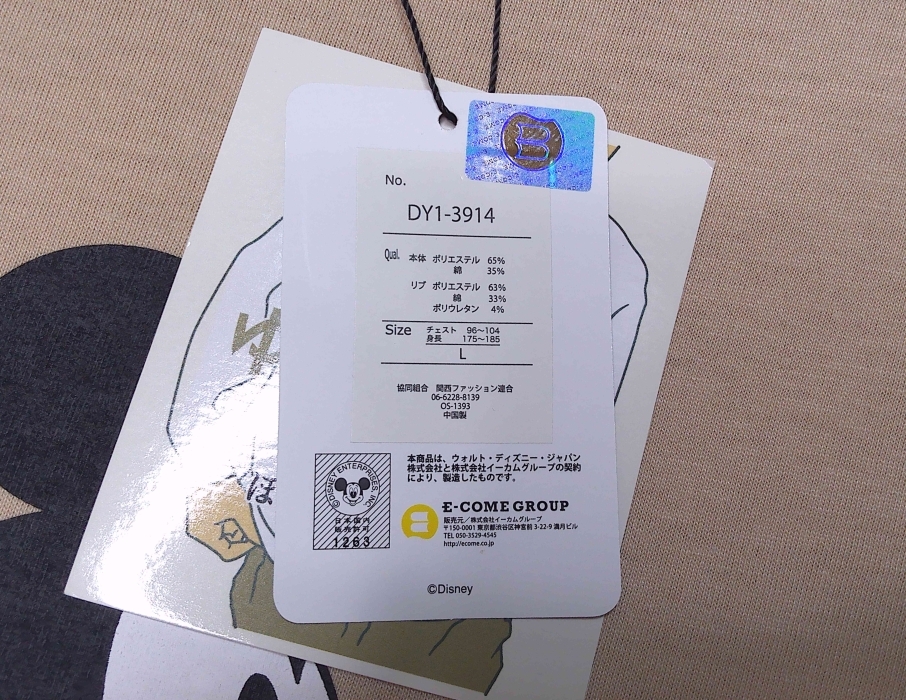 No.
DY1-3914
Qual. 本体 ポリエステル 65%
綿 35%
リブ ポリエステル 63%
綿 33%
ポリウレタン 4%
Size チェスト 96～104
身長 175～185
L
協同組合 関西ファッション連合
06-6228-8139
OS-1393
中国製
本商品は、ウォルト・ディズニー・ジャパン
株式会社と株式会社イーカムグループの契約
により、製造したものです。
©DISNEY ENTERPRISES, INC
日本国内
販売許可
1263
E-COME GROUP
販売元／株式会社イーカムグループ
〒150-0001 東京都渋谷区神宮前 3-22-9 満月ビル
TEL 050-3529-4545
http://ecome.co.jp
©Disney
ゆ
ほ